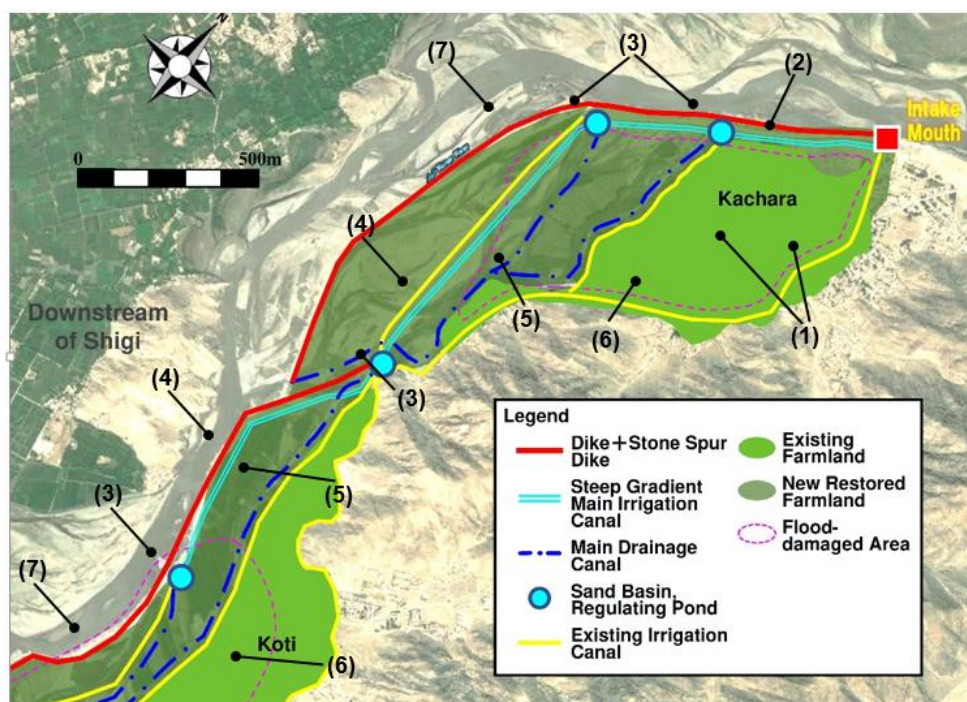 N
(7)
(3)
(2)
Intake
Mouth
0
500m
Kachara
(4)
(5)
(6)
(1)
Downstream
of Shigi
(3)
(4)
(5)
(3)
(7)
Koti
(6)
Legend
Dike+Stone Spur
Dike
Steep Gradient
Main Irrigation
Canal
Main Drainage
Canal
Sand Basin,
Regulating Pond
Existing Irrigation
Canal
Existing
Farmland
New Restored
Farmland
Flood-
damaged Area